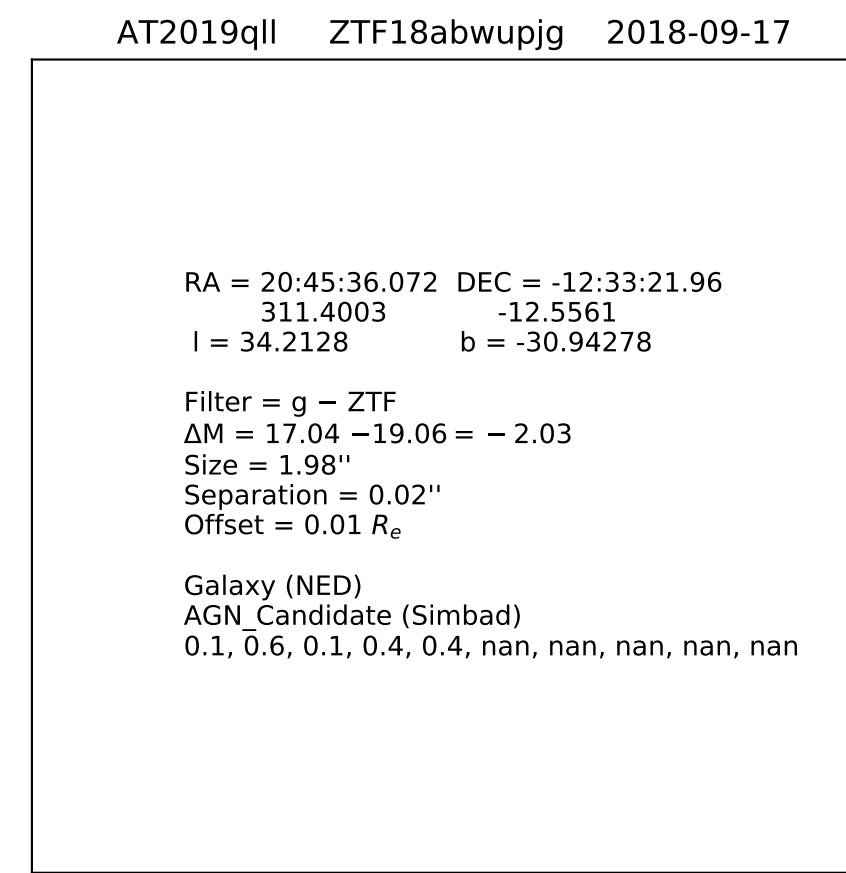 AT2019qll ZTF18abwupjg 2018-09-17
RA = 20:45:36.072 DEC = -12:33:21.96
311.4003 -12.5561
l = 34.2128 b = -30.94278
Filter = g − ZTF
ΔM = 17.04 −19.06 = − 2.03
Size = 1.98''
Separation = 0.02''
Offset = 0.01 Re
Galaxy (NED)
AGN_Candidate (Simbad)
0.1, 0.6, 0.1, 0.4, 0.4, nan, nan, nan, nan, nan